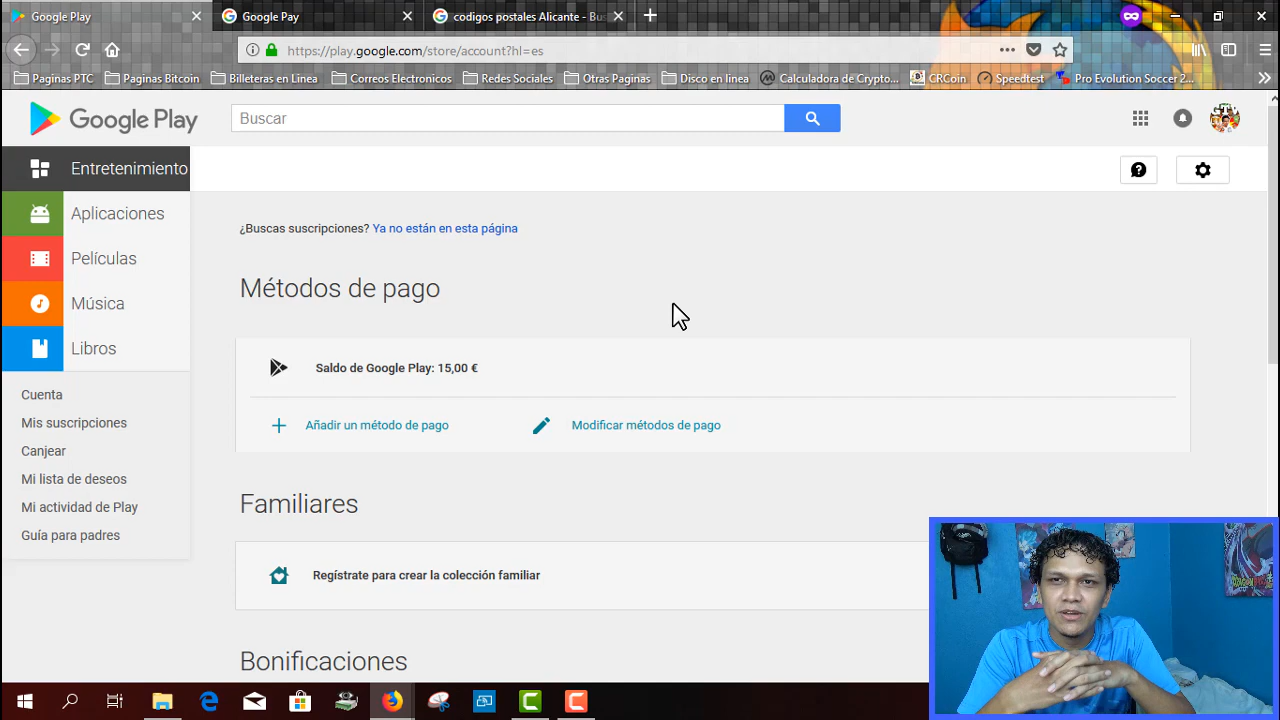 Google Play
Google Pay
codigos postales Alicante - Bus
https://play.google.com/store/account?hl=es
Paginas PTC
Paginas Bitcoin
Billeteras en Linea
Correos Electronicos
Redes Sociales
Otras Paginas
Disco en linea
Calculadora de Crypto...
CRCoin
Speedtest
Pro Evolution Soccer 2...
Google Play
Buscar
Entretenimiento
Aplicaciones
Películas
Música
Libros
Cuenta
Mis suscripciones
Canjear
Mi lista de deseos
Mi actividad de Play
Guía para padres
¿Buscas suscripciones? Ya no están en esta página
Métodos de pago
Saldo de Google Play: 15,00 €
Añadir un método de pago
Modificar métodos de pago
Familiares
Regístrate para crear la colección familiar
Bonificaciones